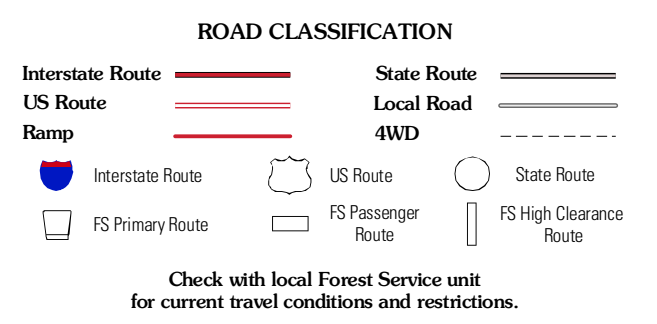 ROAD CLASSIFICATION
Interstate Route
State Route
US Route
Local Road
Ramp
4WD
Interstate Route
US Route
State Route
FS Primary Route
FS Passenger
Route
FS High Clearance
Route
Check with local Forest Service unit
for current travel conditions and restrictions.